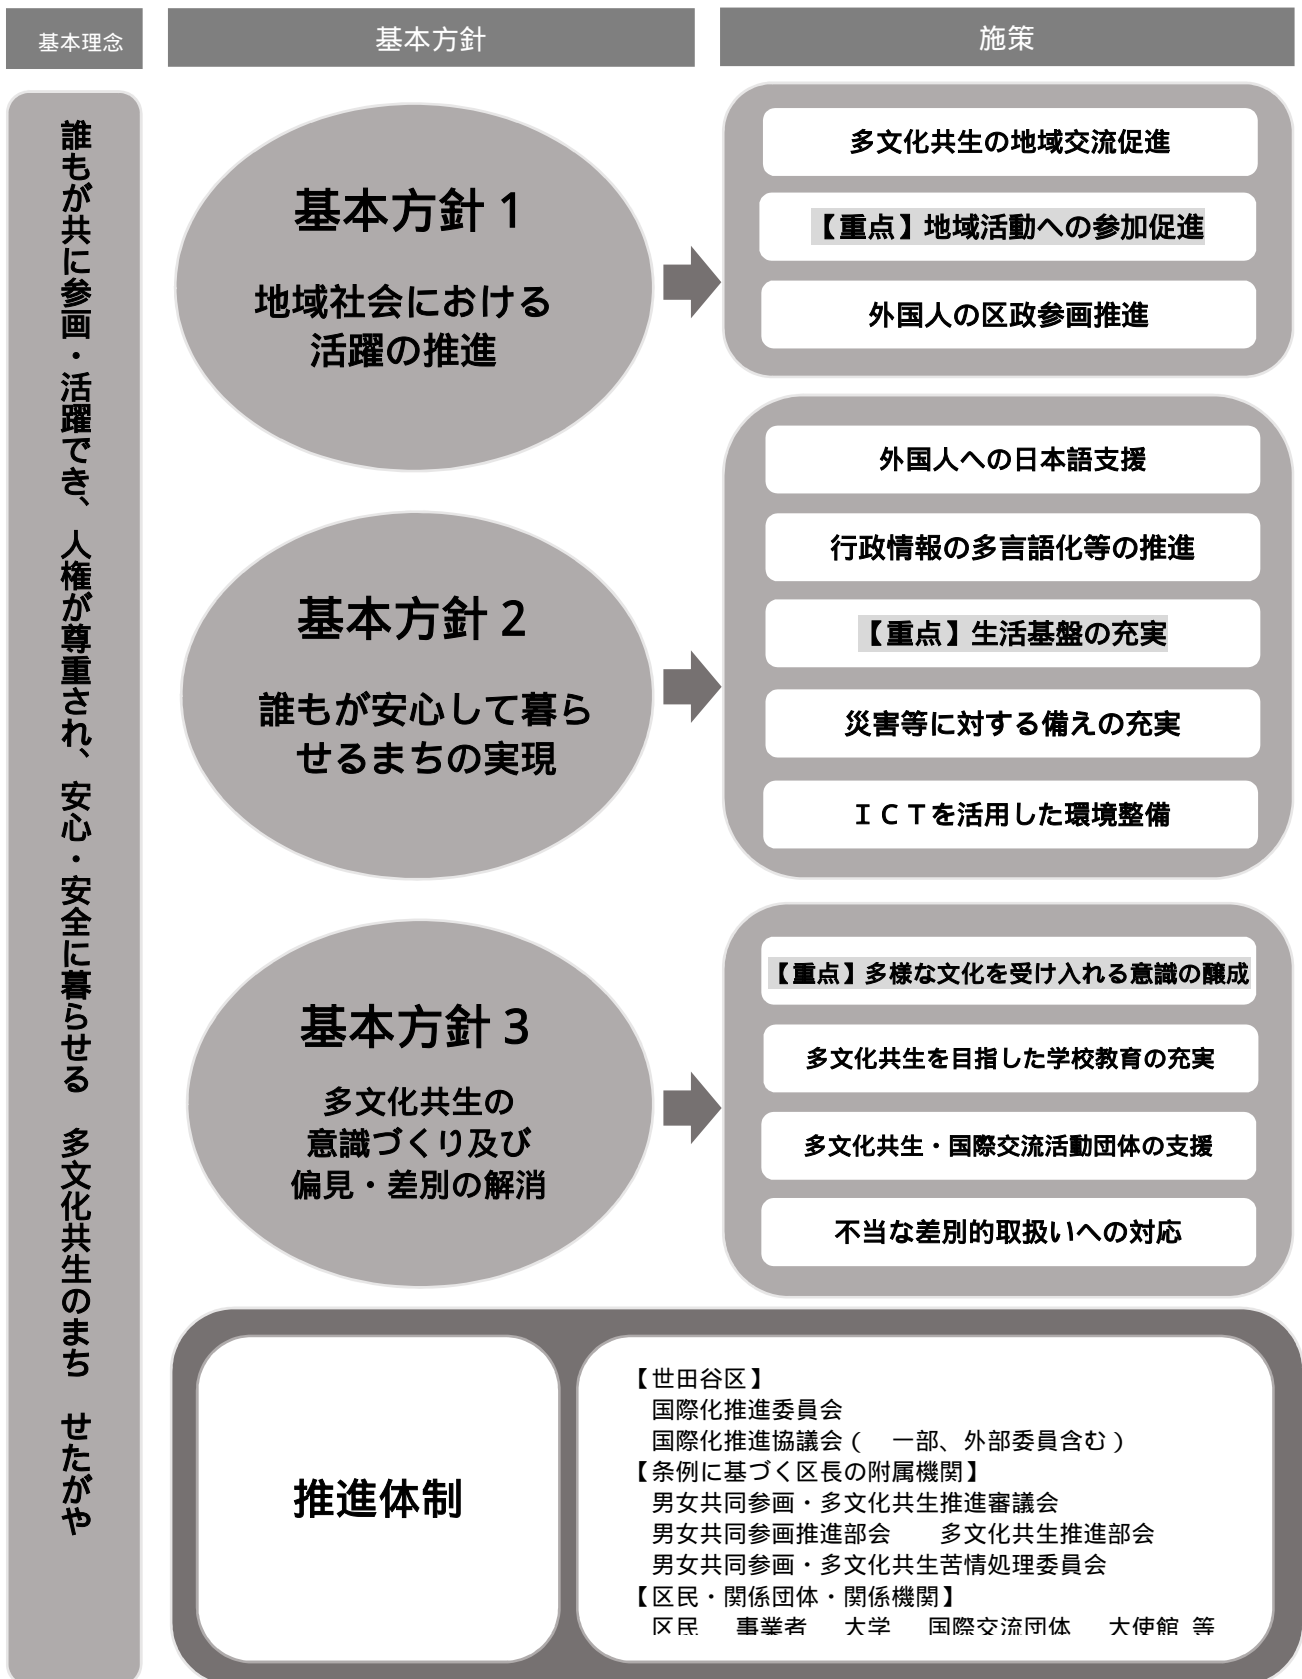 基本理念
基本方針
施策
誰もが共に参画・活躍でき、人権が尊重され、安心・安全に暮らせる　多文化共生のまち　せたがや
基本方針１
地域社会における
活躍の推進
多文化共生の地域交流促進
【重点】地域活動への参加促進
外国人の区政参画推進
基本方針２
誰もが安心して暮ら
せるまちの実現
外国人への日本語支援
行政情報の多言語化等の推進
【重点】生活基盤の充実
災害等に対する備えの充実
ＩＣＴを活用した環境整備
基本方針３
多文化共生の
意識づくり及び
偏見・差別の解消
【重点】多様な文化を受け入れる意識の醸成
多文化共生を目指した学校教育の充実
多文化共生・国際交流活動団体の支援
不当な差別的取扱いへの対応
推進体制
【世田谷区】
国際化推進委員会
国際化推進協議会（　一部、外部委員含む）
【条例に基づく区長の附属機関】
男女共同参画・多文化共生推進審議会
男女共同参画推進部会　　多文化共生推進部会
男女共同参画・多文化共生苦情処理委員会
【区民・関係団体・関係機関】
区民　事業者　大学　国際交流団体　大使館 等